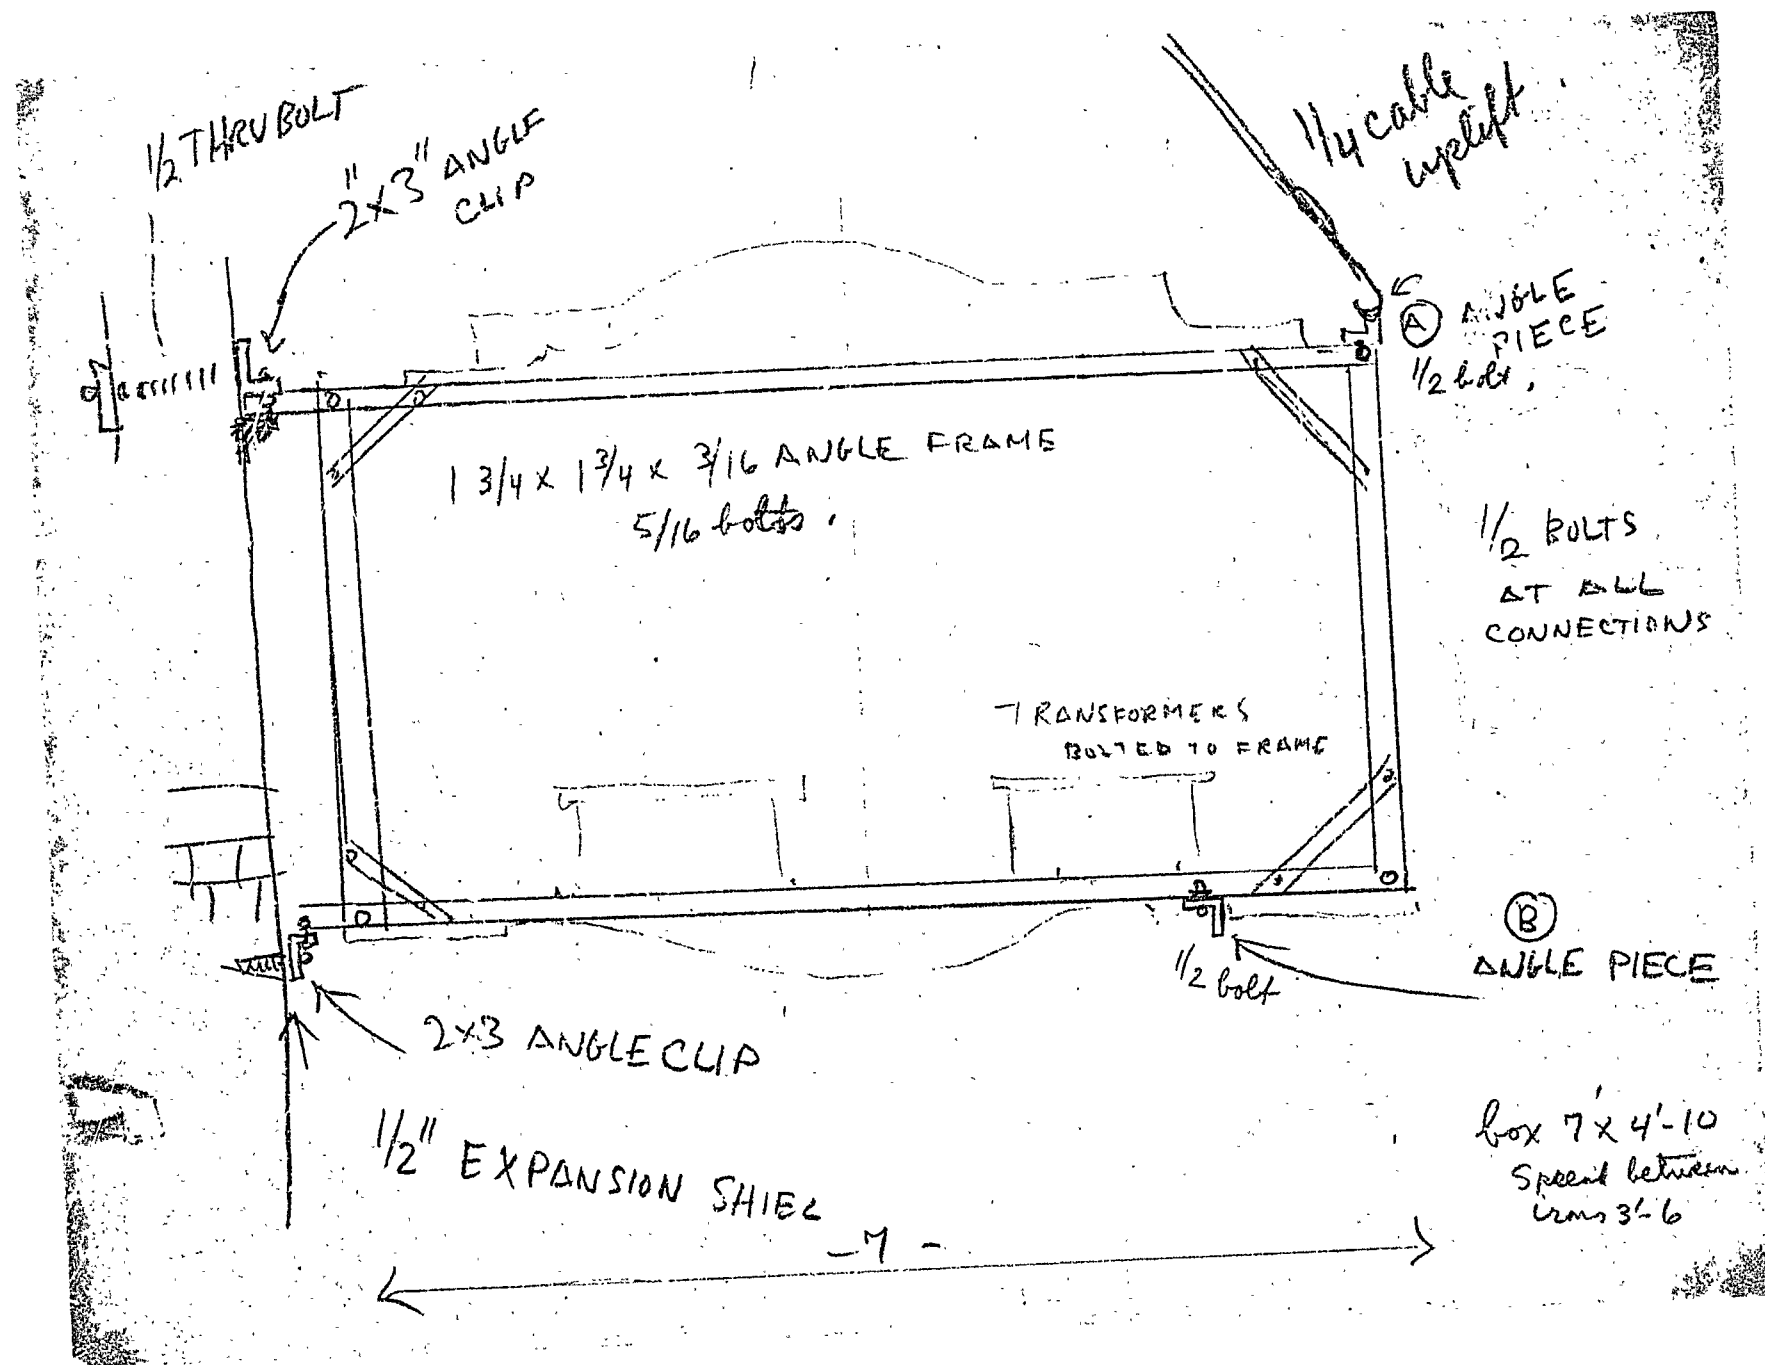 1/2 THRU BOLT
2" x 3" ANGLE
CLIP
1/4 cable
uplift
A ANGLE
PIECE
1/2 bolt.
1 3/4 x 1 3/4 x 3/16 ANGLE FRAME
5/16 bolts.
1/2 BOLTS
AT ALL
CONNECTIONS
TRANSFORMERS
BOLTED TO FRAME
B
ANGLE PIECE
1/2 bolt
2x3 ANGLE CLIP
1/2" EXPANSION SHIEL
box 7' x 4'-10
between
irons 3'-6
- 7 -